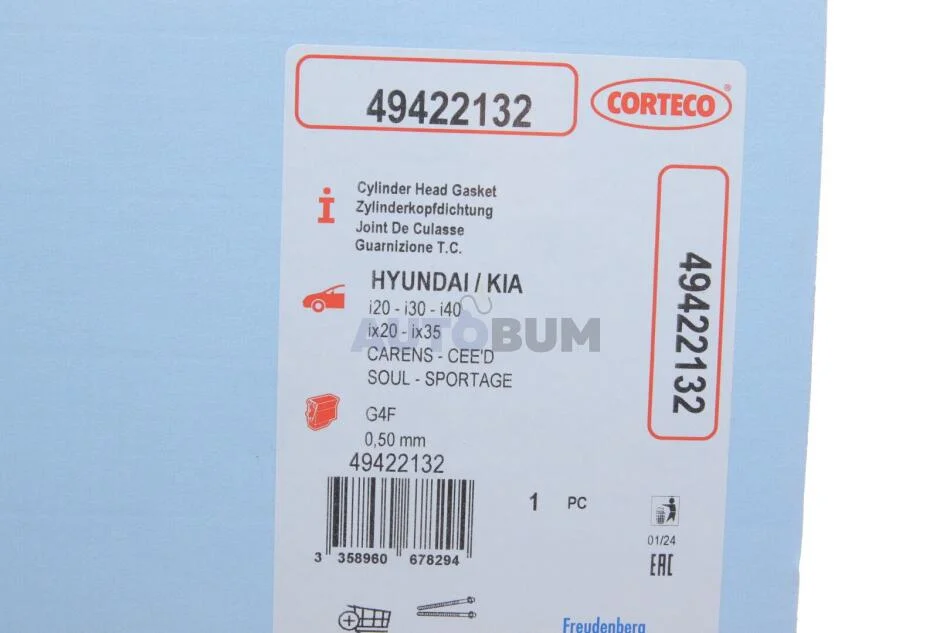 49422132
CORTECO®
Cylinder Head Gasket
Zylinderkopfdichtung
Joint De Culasse
Guarnizione T.C.
HYUNDAI / KIA
i20 - i30 - i40
ix20 - ix35
AUTOBUM
CARENS - CEE'D
SOUL - SPORTAGE
49422132
G4F
0,50 mm
49422132
3 358960 678294
1 PC
01/24
EAC
Freudenberg